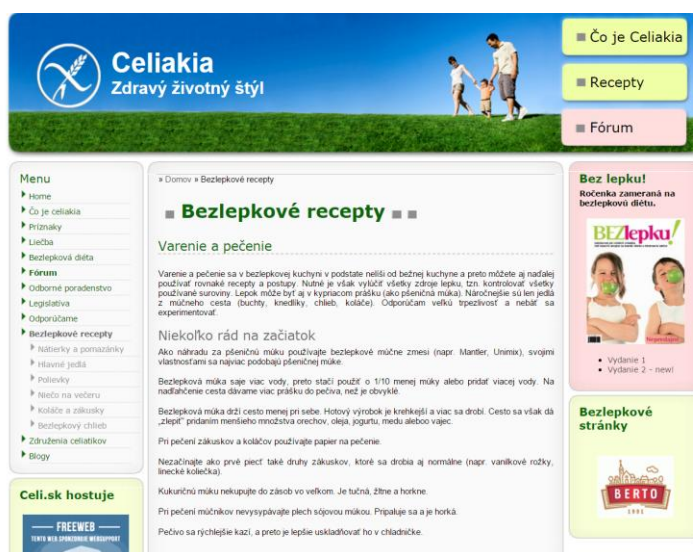 Celiakia
Zdravý životný štýl
Čo je Celiakia
Recepty
Fórum
Menu
Home
Čo je celiakia
Príznaky
Liečba
Bezlepková diéta
Fórum
Odborné poradenstvo
Legislatíva
Odporúčame
Bezlepkové recepty
Nátierky a pomazánky
Hlavné jedlá
Polievky
Niečo na večeru
Koláče a zákusky
Bezlepkový chlieb
Združenia celiatikov
Blogy
Celi.sk hostuje
FREEWEB
TENTO WEB SPONZORUJE WEBSUPPORT
» Domov » Bezlepkové recepty
Bezlepkové recepty
Varenie a pečenie
Varenie a pečenie sa v bezlepkovej kuchyni v podstate nelíši od bežnej kuchyne a preto môžete aj naďalej
používať rovnaké recepty a postupy. Nutné je však vylúčiť všetky zdroje lepku, tzn. kontrolovať všetky
používané suroviny. Lepok môže byť aj v kypriacom prášku (ako pšeničná múka). Náročnejšie sú len jedlá
z múčneho cesta (buchty, knedlíky, chlieb, koláče). Odporúčam veľkú trpezlivosť a nebáť sa
experimentovať.
Niekoľko rád na začiatok
Ako náhradu za pšeničnú múku používajte bezlepkové múčne zmesi (napr. Mantler, Unimix), svojimi
vlastnosťami sa najviac podobajú pšeničnej múke.
Bezlepková múka saje viac vody, preto stačí použiť o 1/10 menej múky alebo pridať viacej vody. Na
nadľahčenie cesta dávame viac prášku do pečiva, než je obvyklé.
Bezlepková múka drží cesto menej pri sebe. Hotový výrobok je krehkejší a viac sa drobí. Cesto sa však dá
„zlepiť" pridaním menšieho množstva orechov, oleja, jogurtu, medu aleboo vajec.
Pri pečení zákuskov a koláčov používajte papier na pečenie.
Nezačínajte ako prvé piecť také druhy zákuskov, ktoré sa drobia aj normálne (napr. vanilkové rožky,
linecké koliečka).
Kukuričnú múku nekupujte do zásob vo veľkom. Je tučná, žltne a horkne.
Pri pečení múčnikov nevysypávajte plech sójovou múkou. Pripaľuje sa a je horká.
Pečivo sa rýchlejšie kazí, a preto je lepšie uskladňovať ho v chladničke.
Bez lepku!
Ročenka zameraná na
bezlepkovú diétu.
BEZlepku!
Vydanie 1
Vydanie 2 - new!
Bezlepkové
stránky
BERTO
1991